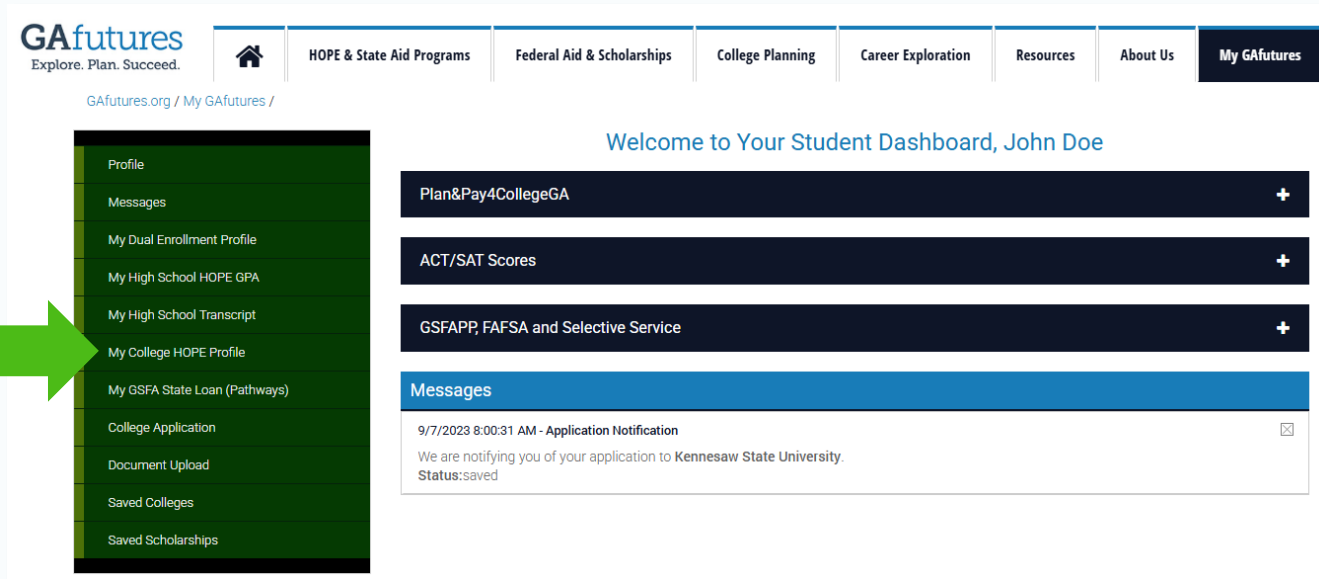 GAfutures
Explore. Plan. Succeed.
HOPE & State Aid Programs
Federal Aid & Scholarships
College Planning
Career Exploration
Resources
About Us
My GAfutures
GAfutures.org / My GAfutures /
Profile
Messages
My Dual Enrollment Profile
My High School HOPE GPA
My High School Transcript
My College HOPE Profile
My GSFA State Loan (Pathways)
College Application
Document Upload
Saved Colleges
Saved Scholarships
Welcome to Your Student Dashboard, John Doe
Plan&Pay4CollegeGA
ACT/SAT Scores
GSFAPP, FAFSA and Selective Service
Messages
9/7/2023 8:00:31 AM - Application Notification
We are notifying you of your application to Kennesaw State University.
Status:saved